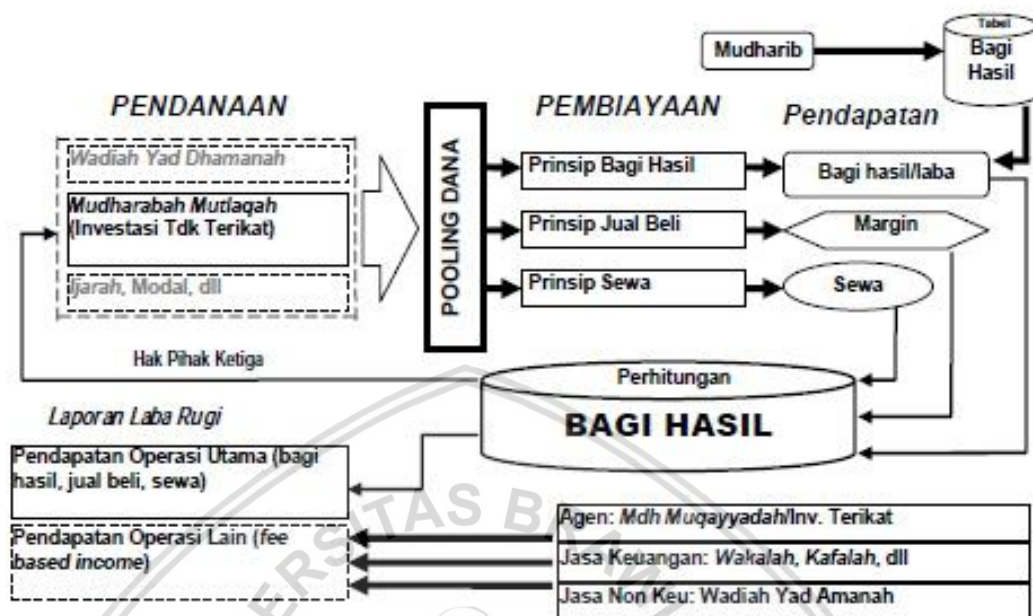 Tabel
Bagi
Hasil
Mudharib
PENDANAAN
PEMBIAYAAN
Pendapatan
Wadiah Yad Dhamanah
Mudharabah Mutlaqah
(Investasi Tdk Terikat)
Ijarah, Modal, dll
POOLING DANA
Prinsip Bagi Hasil
Bagi hasil/laba
Prinsip Jual Beli
Margin
Prinsip Sewa
Sewa
Hak Pihak Ketiga
Perhitungan
BAGI HASIL
Laporan Laba Rugi
Pendapatan Operasi Utama (bagi
hasil, jual beli, sewa)
Pendapatan Operasi Lain (fee
based income)
Agen: Mdh Muqayyadah/Inv. Terikat
Jasa Keuangan: Wakalah, Kafalah, dll
Jasa Non Keu: Wadiah Yad Amanah